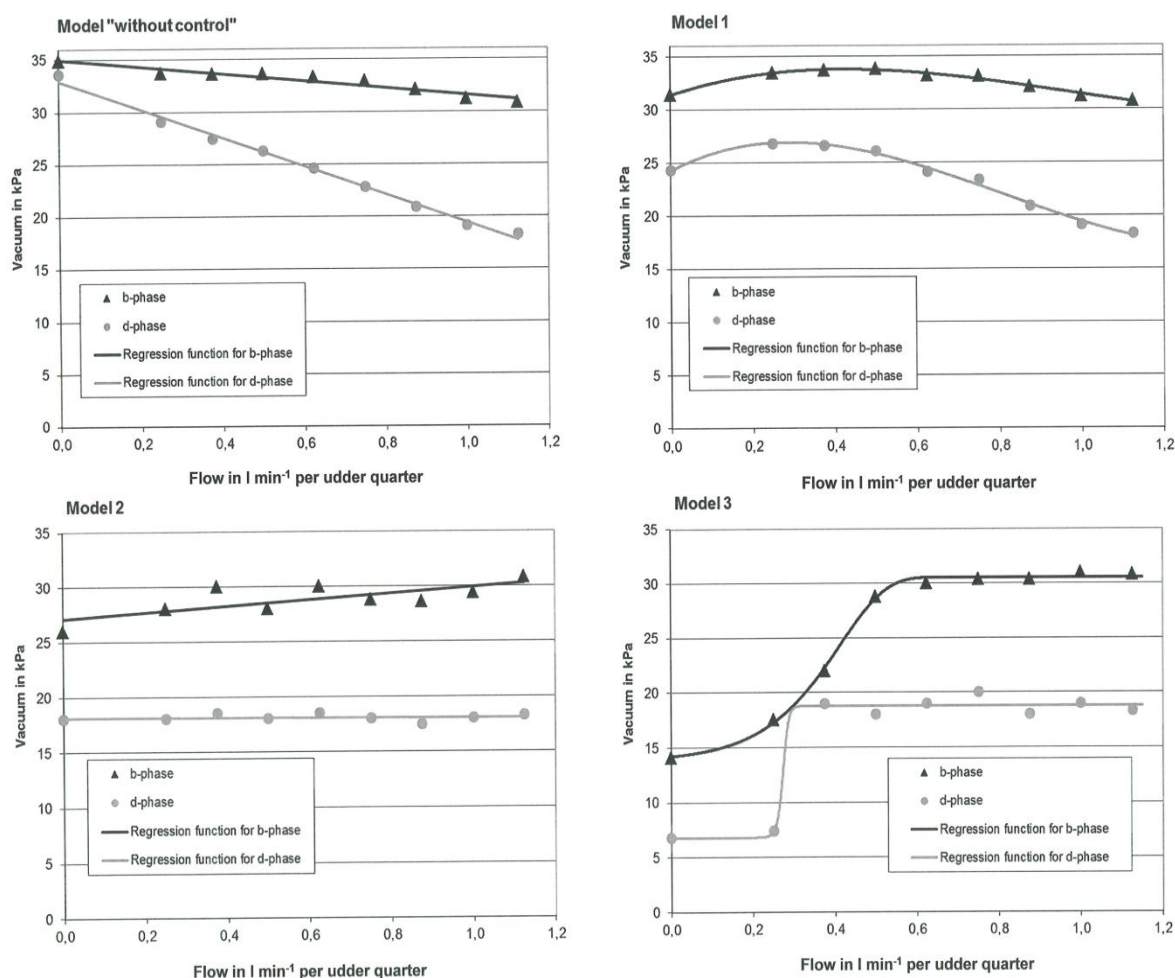 Model "without control"
35
30
25
20
15
10
5
0
Vacuum in kPa
b-phase
d-phase
Regression function for b-phase
Regression function for d-phase
0,0 0,2 0,4 0,6 0,8 1,0 1,2
Flow in l min-1 per udder quarter
Model 1
35
30
25
20
15
10
5
0
Vacuum in kPa
b-phase
d-phase
Regression function for b-phase
Regression function for d-phase
0,0 0,2 0,4 0,6 0,8 1,0 1,2
Flow in l min-1 per udder quarter
Model 2
35
30
25
20
15
10
5
0
Vacuum in kPa
b-phase
d-phase
Regression function for b-phase
Regression function for d-phase
0,0 0,2 0,4 0,6 0,8 1,0 1,2
Flow in l min-1 per udder quarter
Model 3
35
30
25
20
15
10
5
0
Vacuum in kPa
b-phase
d-phase
Regression function for b-phase
Regression function for d-phase
0,0 0,2 0,4 0,6 0,8 1,0 1,2
Flow in l min-1 per udder quarter